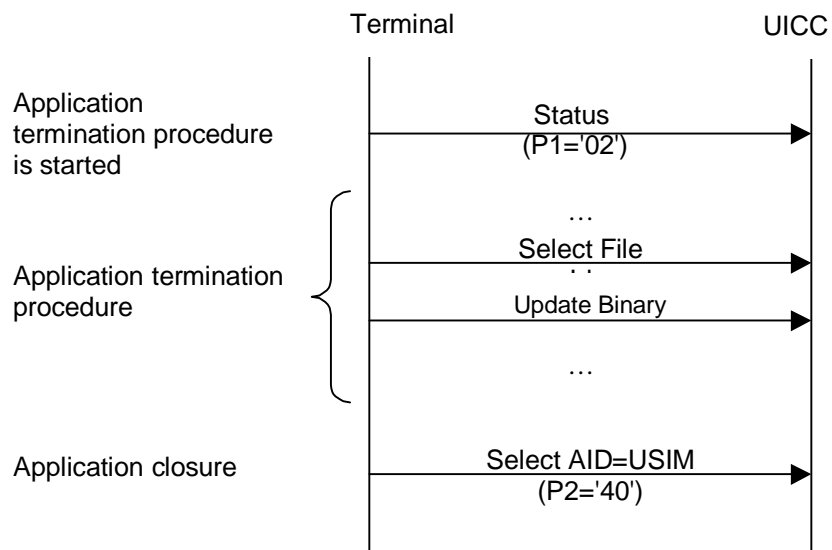 Terminal
UICC
Application
termination procedure
is started
Status
(P1='02')
...
Select File
. .
Application termination
procedure
Update Binary
...
Application closure
Select AID=USIM
(P2='40')